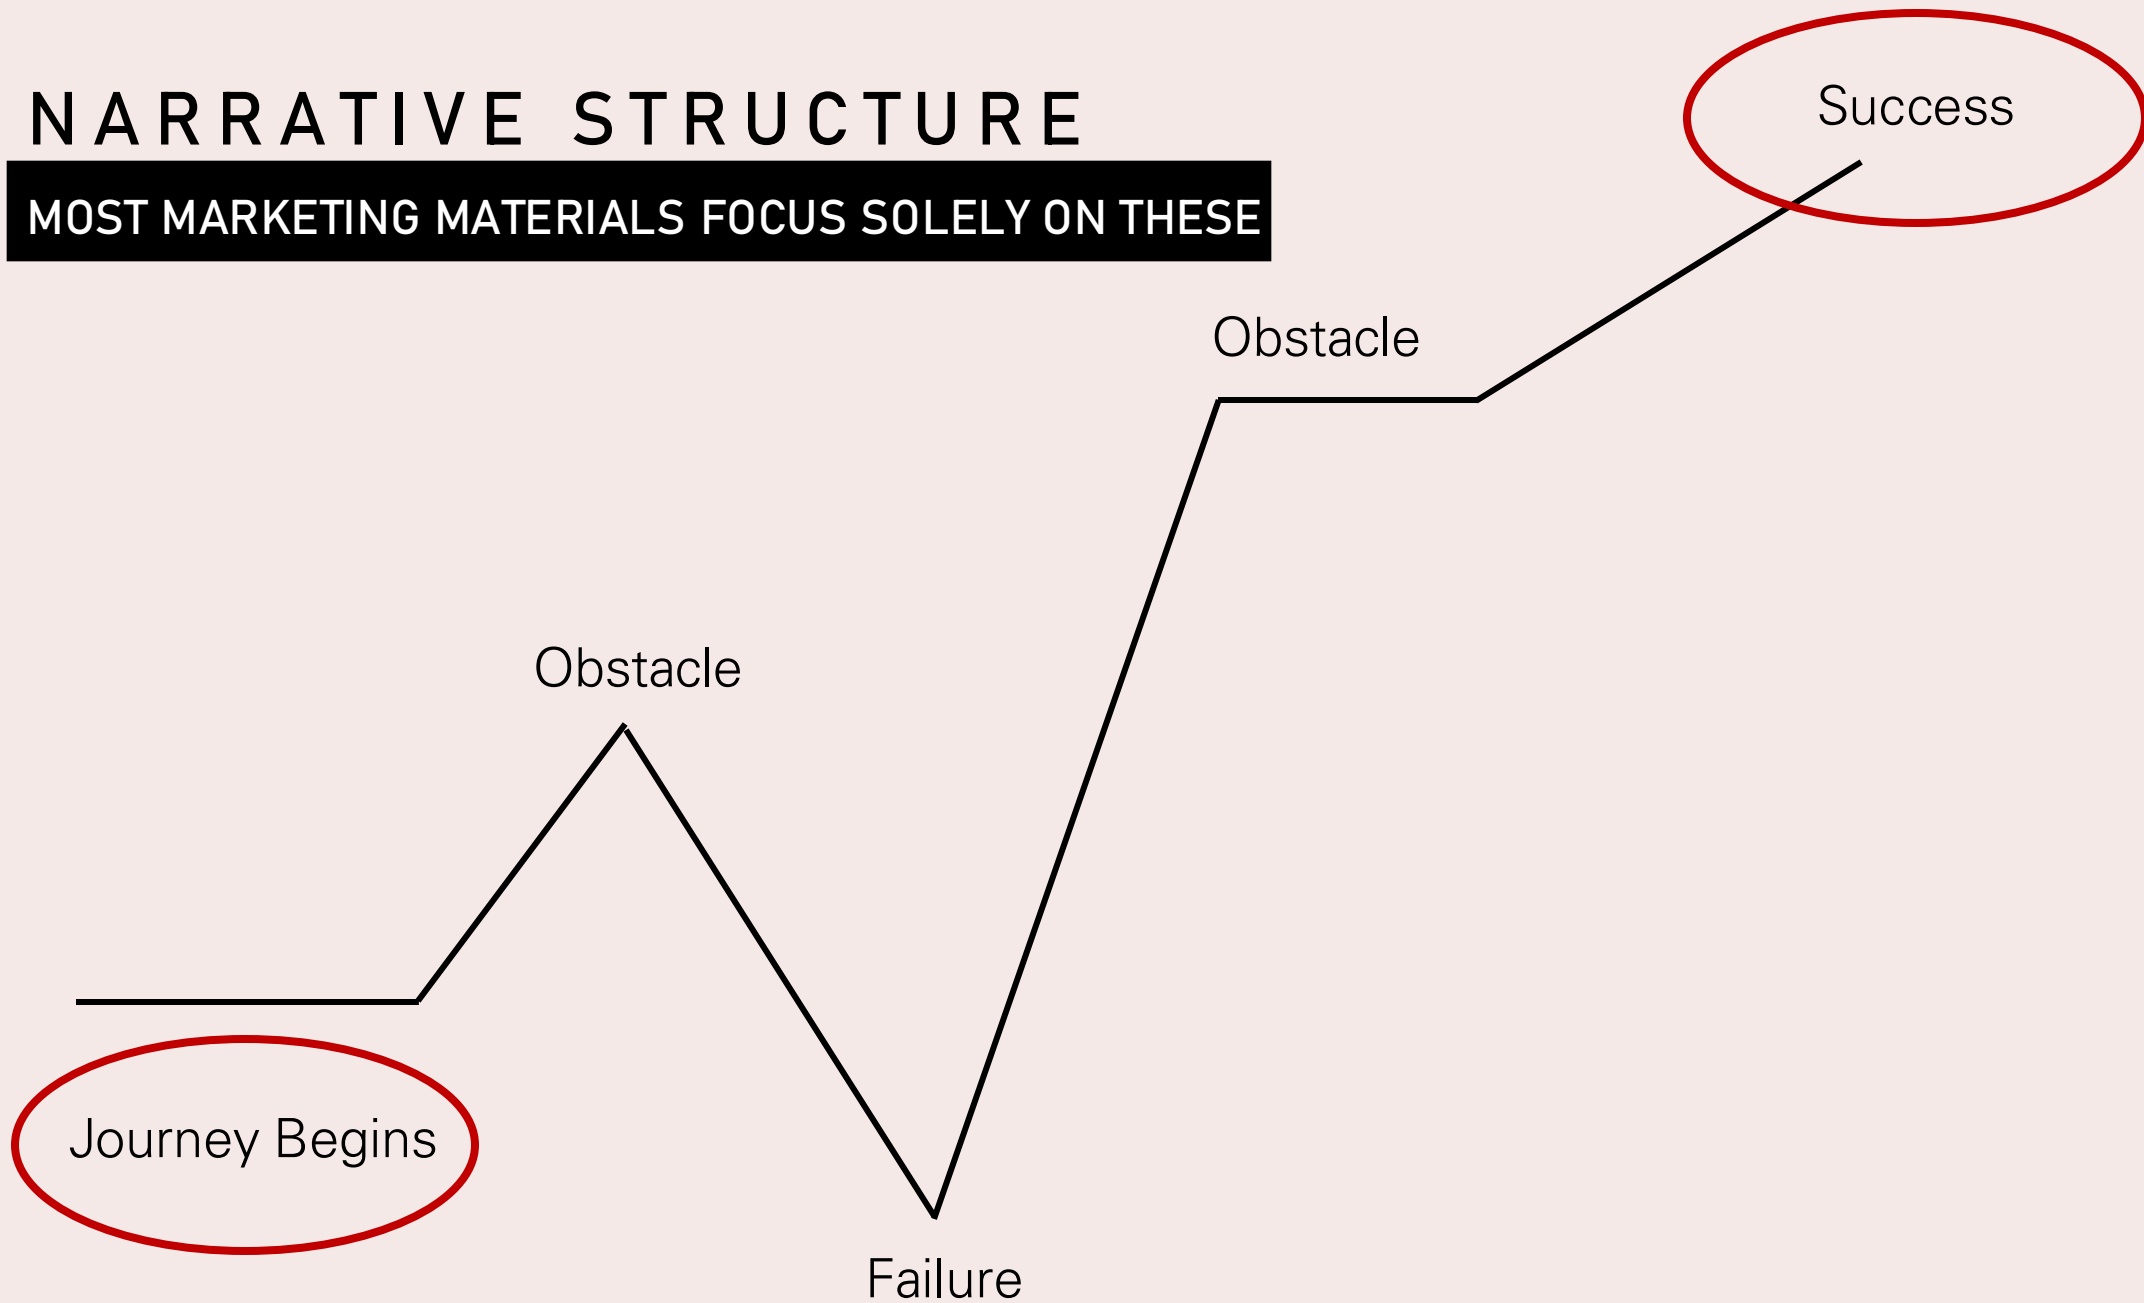 NARRATIVE STRUCTURE
MOST MARKETING MATERIALS FOCUS SOLELY ON THESE
Success
Obstacle
Obstacle
Journey Begins
Failure